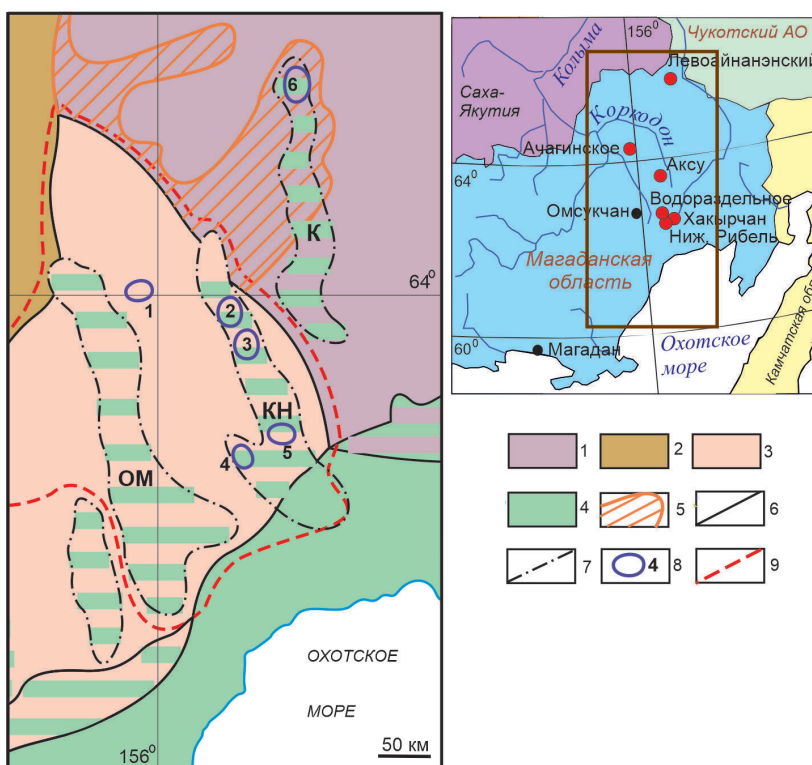 6
К
64⁰
1
2
3
КН
4
5
ОМ
ОХОТСКОЕ
МОРЕ
156⁰
50 км
156⁰
Чукотский АО
Колыма
Левоайнанэнский
Саха-
Якутия
Коркодон
Ачагинское
Аксу
64⁰
Водораздельное
Омсукчан
Хакырчан
Ниж. Рибель
Магаданская
область
60⁰
Охотское
море
Магадан
Камчатская об
1
2
3
4
5
6
7
4
8
9